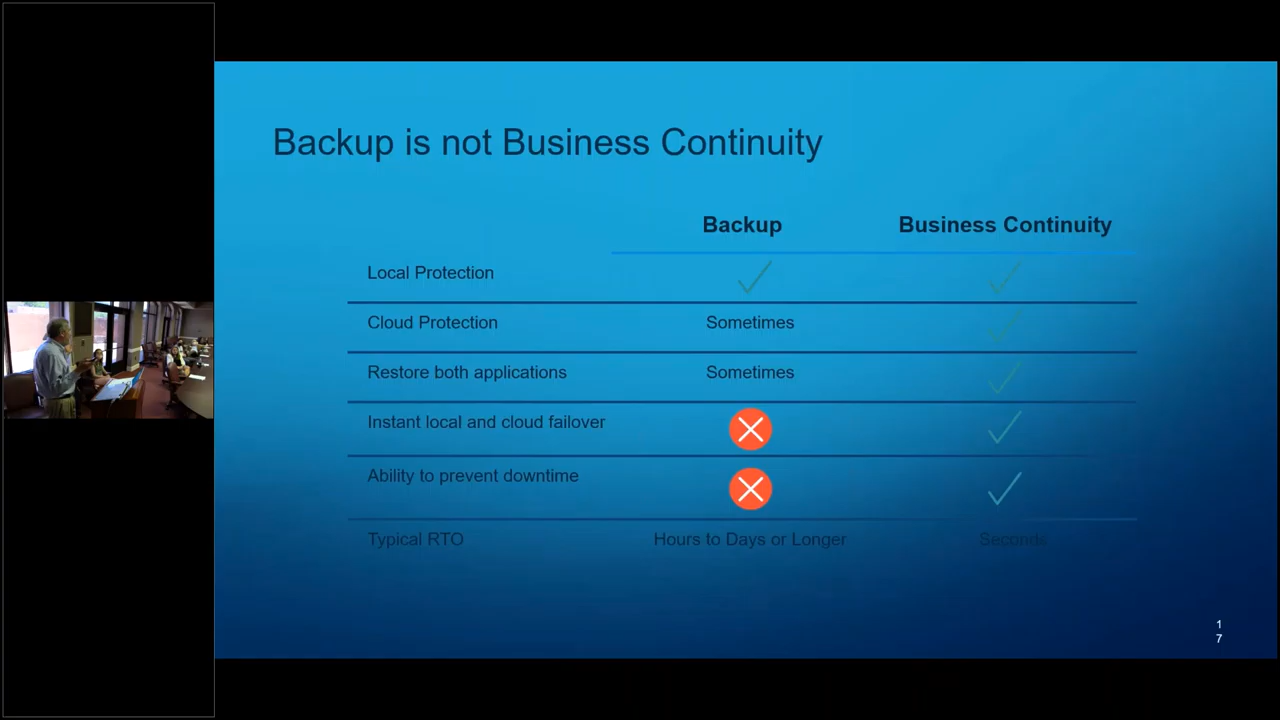 Backup is not Business Continuity
Backup Business Continuity
Local Protection
Cloud Protection Sometimes
Restore both applications Sometimes
Instant local and cloud failover
Ability to prevent downtime
Typical RTO Hours to Days or Longer Seconds
1
7